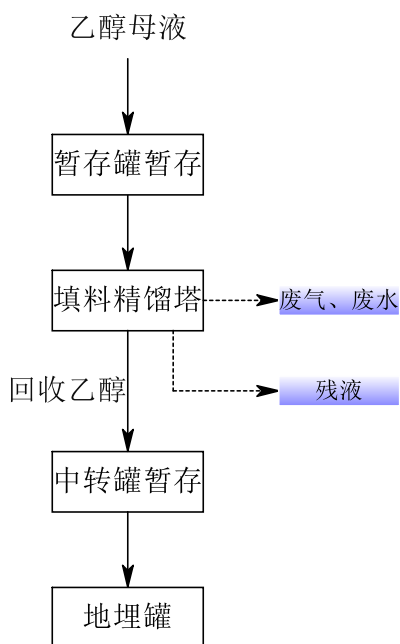 乙醇母液
暂存罐暂存
填料精馏塔
废气、废水
残液
回收乙醇
中转罐暂存
地埋罐